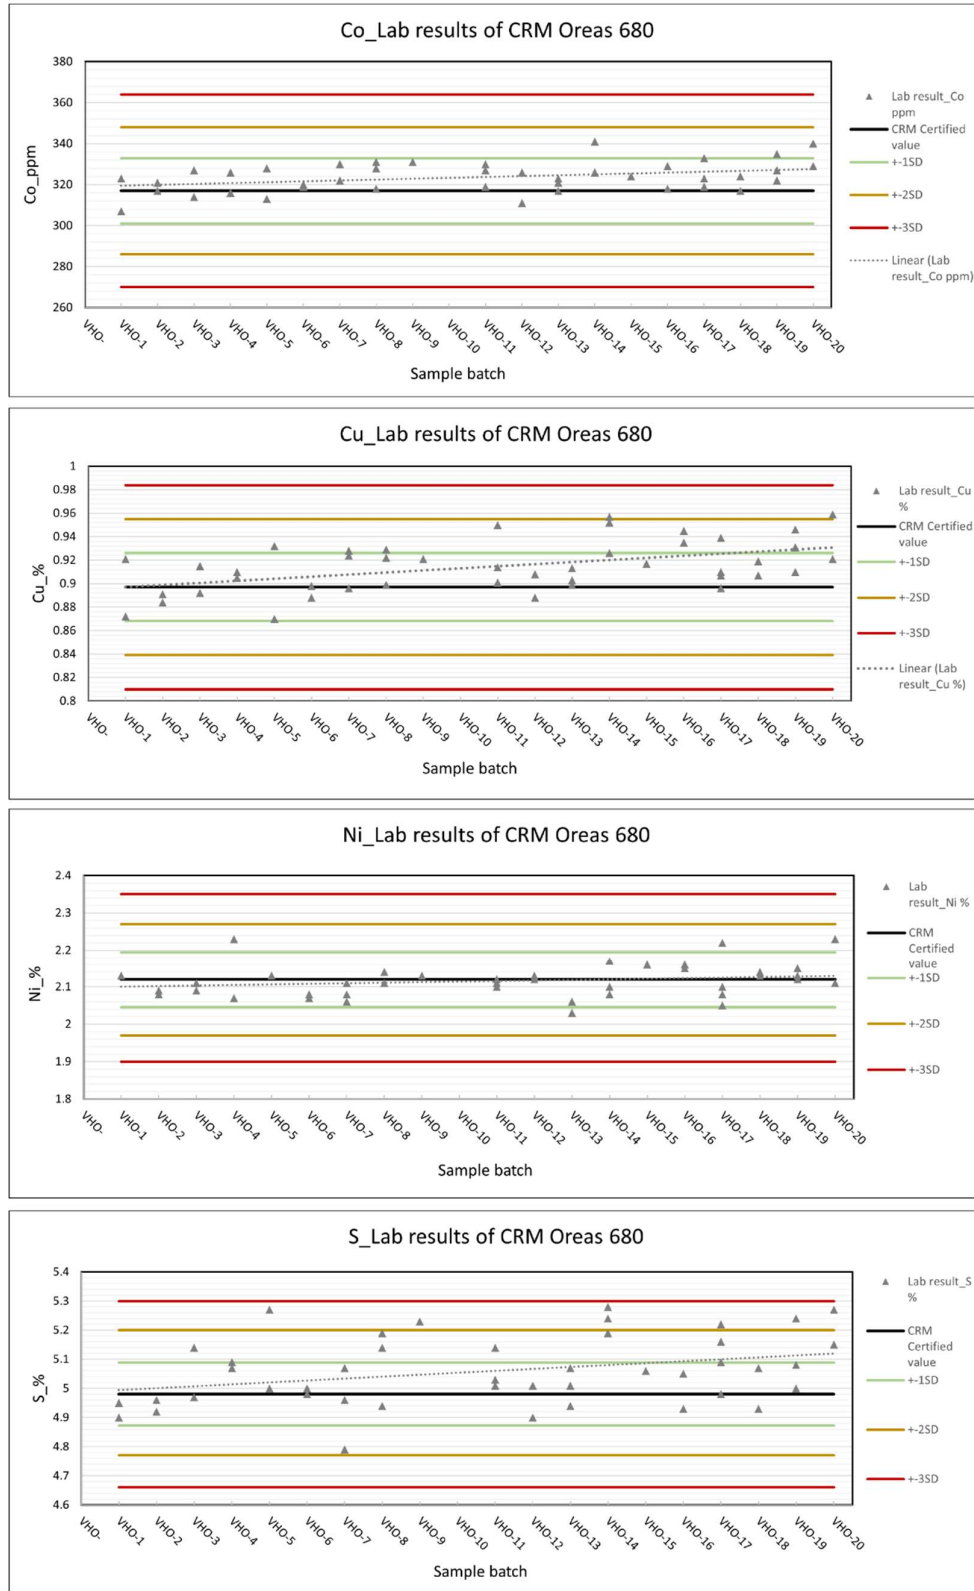 Co_Lab results of CRM Oreas 680
380
360
340
320
300
280
260
Co_ppm
VHO-
VHO-1
VHO-2
VHO-3
VHO-4
VHO-5
VHO-6
VHO-7
VHO-8
VHO-9
VHO-10
VHO-11
VHO-12
VHO-13
VHO-14
VHO-15
VHO-16
VHO-17
VHO-18
VHO-19
VHO-20
Sample batch
Lab result_Co
ppm
CRM Certified
value
+-1SD
+-2SD
+-3SD
Linear (Lab
result_Co ppm)
Cu_Lab results of CRM Oreas 680
1
0.98
0.96
0.94
0.92
0.9
0.88
0.86
0.84
0.82
0.8
Cu_%
VHO-
VHO-1
VHO-2
VHO-3
VHO-4
VHO-5
VHO-6
VHO-7
VHO-8
VHO-9
VHO-10
VHO-11
VHO-12
VHO-13
VHO-14
VHO-15
VHO-16
VHO-17
VHO-18
VHO-19
VHO-20
Sample batch
Lab result_Cu
%
CRM Certified
value
+-1SD
+-2SD
+-3SD
Linear (Lab
result_Cu %)
Ni_Lab results of CRM Oreas 680
2.4
2.3
2.2
2.1
2
1.9
1.8
Ni_%
VHO-
VHO-1
VHO-2
VHO-3
VHO-4
VHO-5
VHO-6
VHO-7
VHO-8
VHO-9
VHO-10
VHO-11
VHO-12
VHO-13
VHO-14
VHO-15
VHO-16
VHO-17
VHO-18
VHO-19
VHO-20
Sample batch
Lab
result_Ni %
CRM
Certified
value
+-1SD
+-2SD
+-3SD
S_Lab results of CRM Oreas 680
5.4
5.3
5.2
5.1
5
4.9
4.8
4.7
4.6
S_%
VHO-
VHO-1
VHO-2
VHO-3
VHO-4
VHO-5
VHO-6
VHO-7
VHO-8
VHO-9
VHO-10
VHO-11
VHO-12
VHO-13
VHO-14
VHO-15
VHO-16
VHO-17
VHO-18
VHO-19
VHO-20
Sample batch
Lab result_S
%
CRM
Certified
value
+-1SD
+-2SD
+-3SD